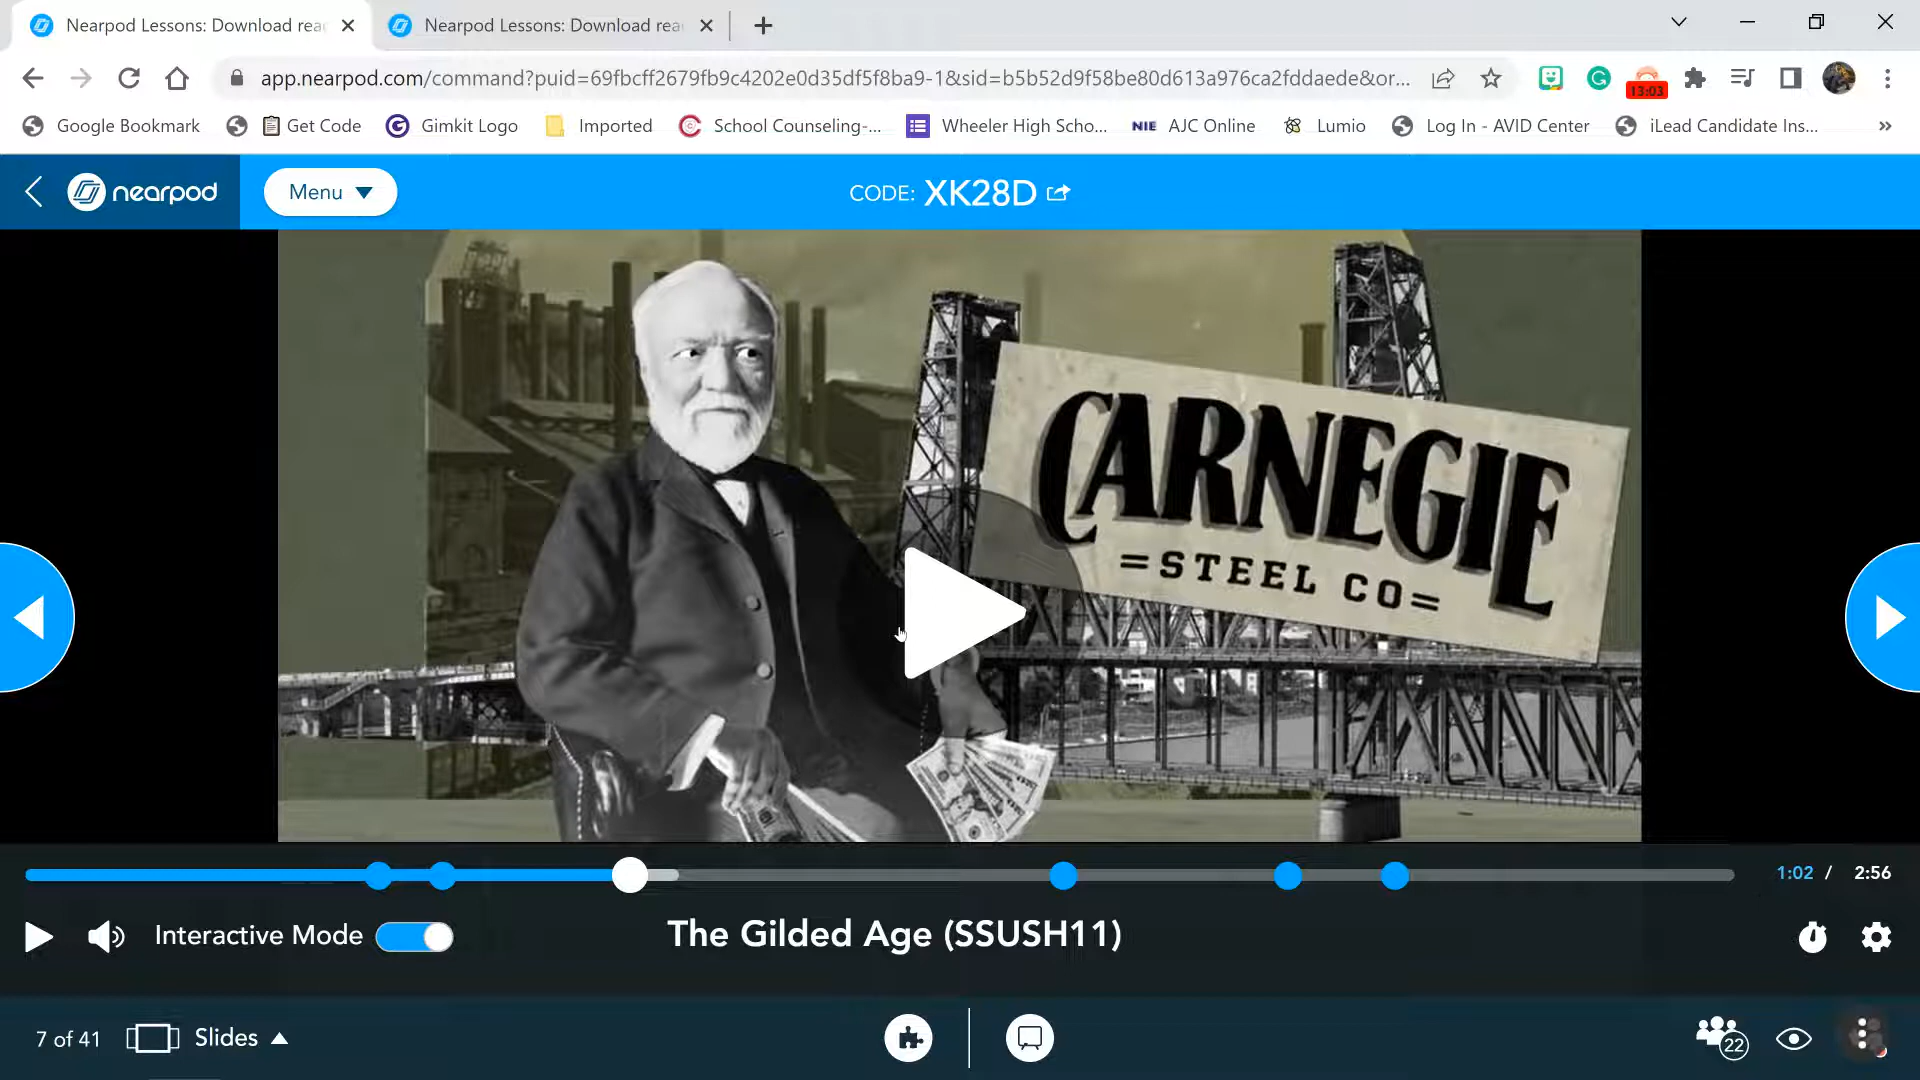 Nearpod Lessons: Download rea
Nearpod Lessons: Download rea
app.nearpod.com/command?puid=69fbcff2679fb9c4202e0d35df5f8ba9-1&sid=b5b52d9f58be80d613a976ca2fddaede&or...
13:03
Google Bookmark
Get Code
Gimkit Logo
Imported
School Counseling-...
Wheeler High Scho...
NIE AJC Online
Lumio
Log In - AVID Center
iLead Candidate Ins...
»
nearpod
Menu
CODE: XK28D
CARNEGIE
=STEEL CO=
1:02 / 2:56
Interactive Mode
The Gilded Age (SSUSH11)
7 of 41
Slides
22